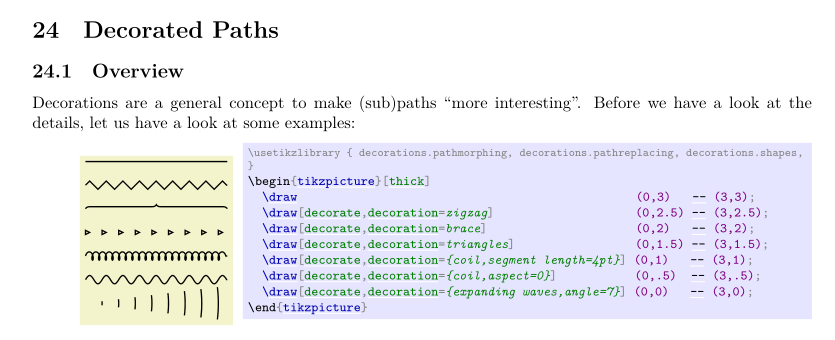 24 Decorated Paths
24.1 Overview
Decorations are a general concept to make (sub)paths “more interesting”. Before we have a look at the
details, let us have a look at some examples:
\usetikzlibrary { decorations.pathmorphing, decorations.pathreplacing, decorations.shapes,
}
\begin{tikzpicture}[thick]
\draw (0,3) -- (3,3);
\draw[decorate,decoration=zigzag] (0,2.5) -- (3,2.5);
\draw[decorate,decoration=brace] (0,2) -- (3,2);
\draw[decorate,decoration=triangles] (0,1.5) -- (3,1.5);
\draw[decorate,decoration={coil,segment length=4pt}] (0,1) -- (3,1);
\draw[decorate,decoration={coil,aspect=0}] (0,.5) -- (3,.5);
\draw[decorate,decoration={expanding waves,angle=7}] (0,0) -- (3,0);
\end{tikzpicture}